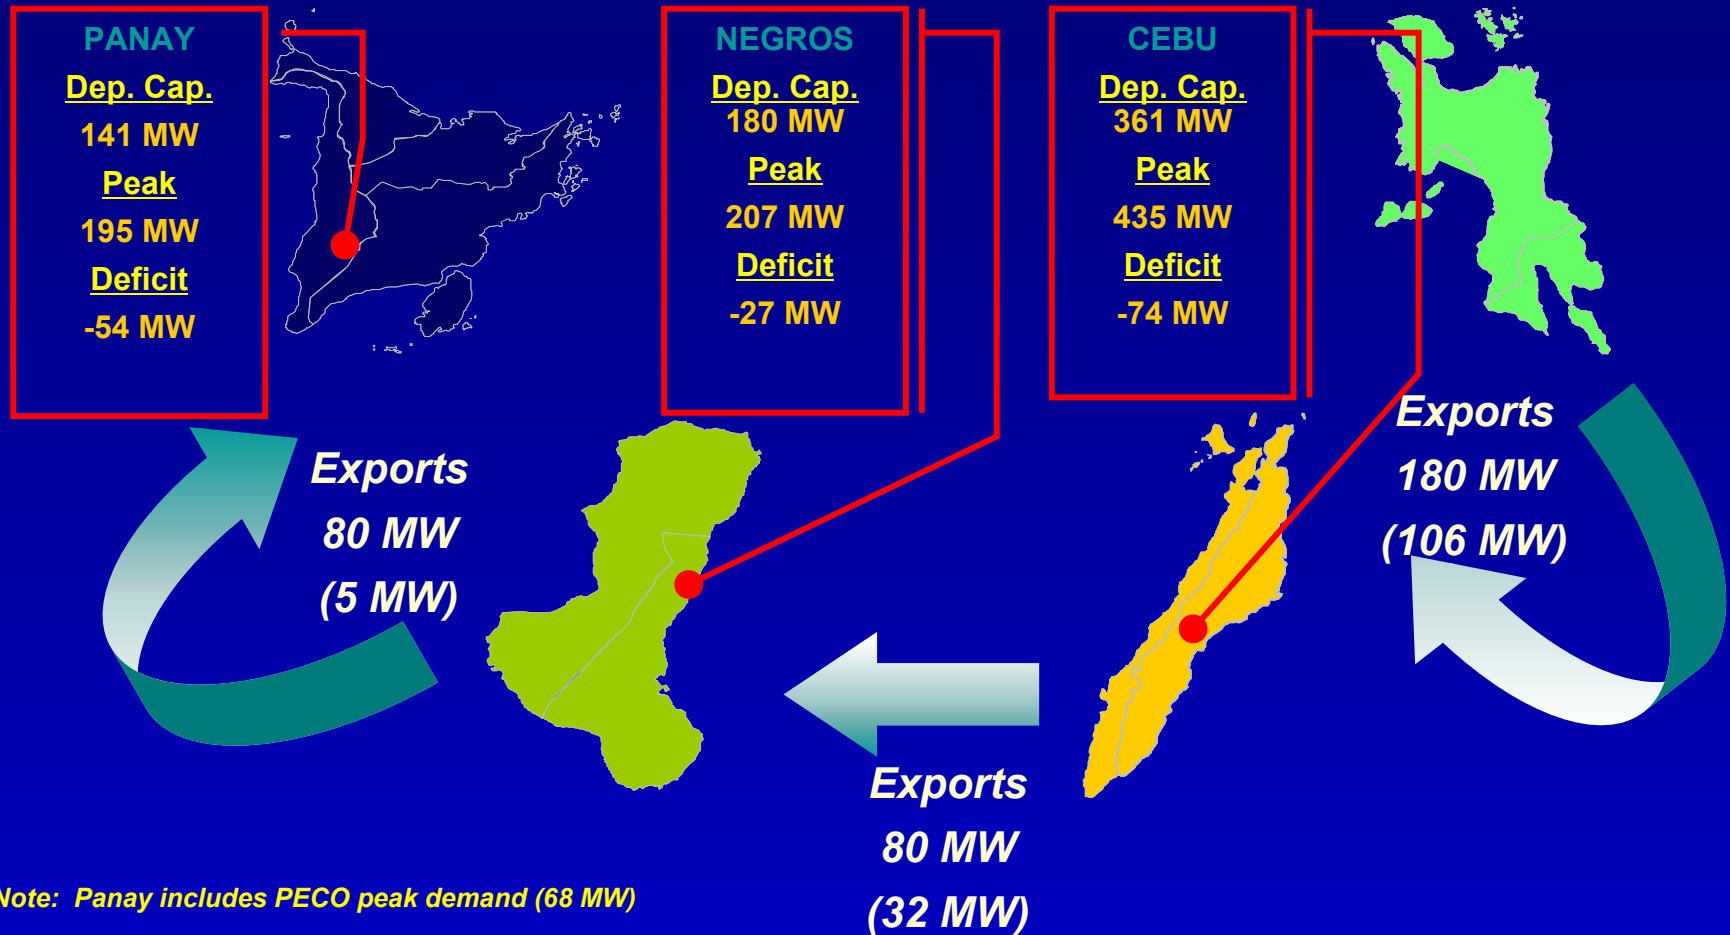 PANAY
Dep. Cap.
141 MW
Peak
195 MW
Deficit
-54 MW
NEGROS
Dep. Cap.
180 MW
Peak
207 MW
Deficit
-27 MW
CEBU
Dep. Cap.
361 MW
Peak
435 MW
Deficit
-74 MW
Exports
80 MW
(5 MW)
Exports
180 MW
(106 MW)
Exports
80 MW
(32 MW)
Note: Panay includes PECO peak demand (68 MW)